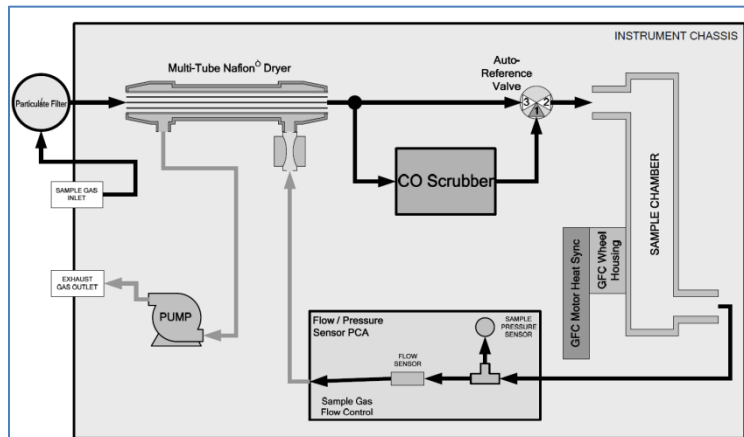 INSTRUMENT CHASSIS
Multi-Tube Nafion◊ Dryer
Auto-
Reference
Valve
Particulate Filter
3 2
1
CO Scrubber
SAMPLE GAS
INLET
SAMPLE CHAMBER
GFC Wheel
Housing
GFC Motor Heat Sync
EXHAUST
GAS OUTLET
PUMP
Flow / Pressure
Sensor PCA
SAMPLE
PRESSURE
SENSOR
FLOW
SENSOR
Sample Gas
Flow Control